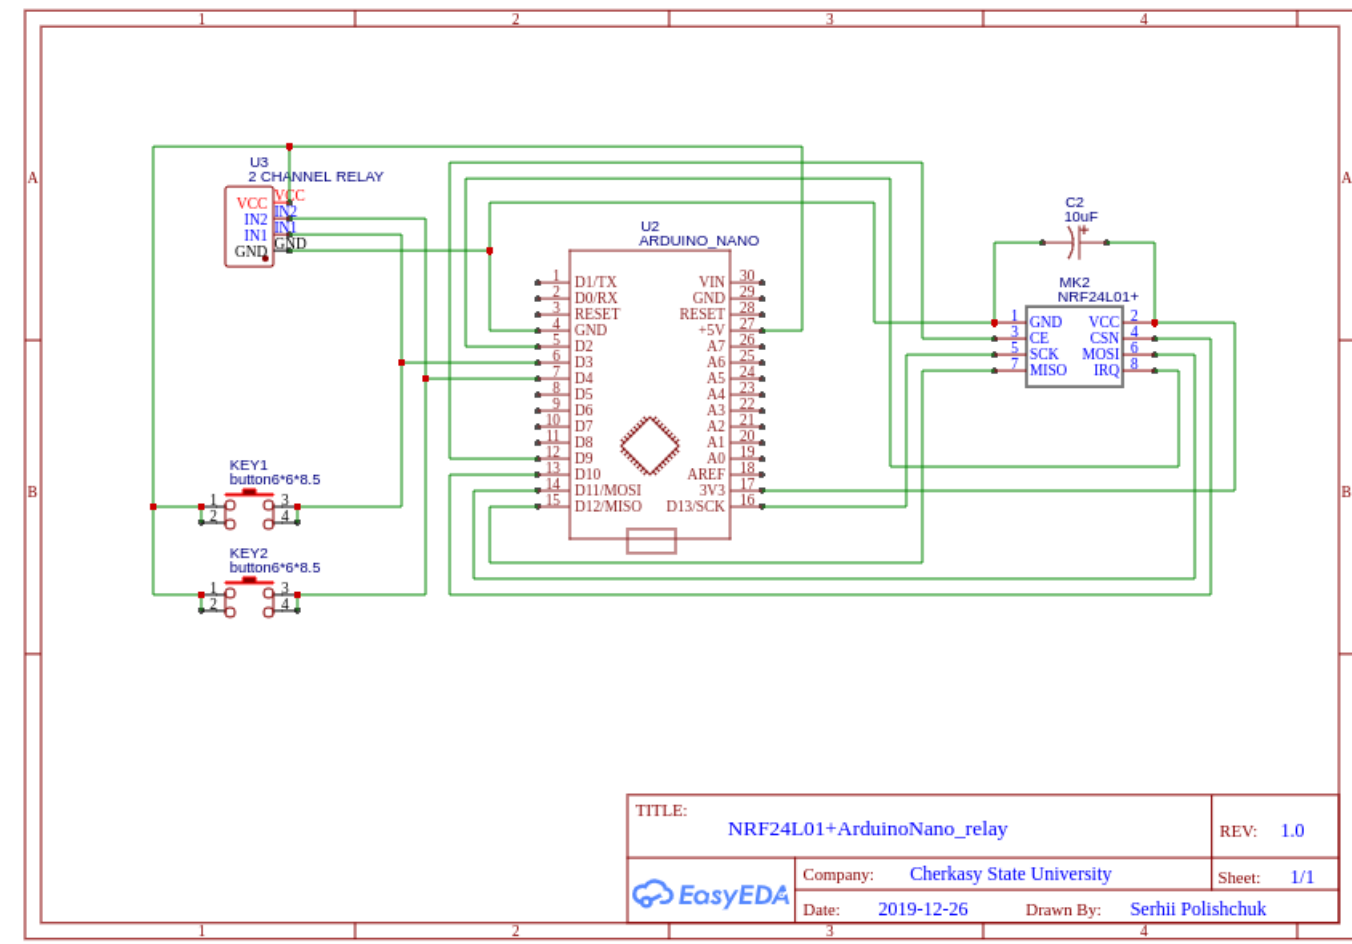 1 2 3 4
A A
U3
2 CHANNEL RELAY
VCC VCC
IN2 IN2
IN1 IN1
GND GND
C2
10uF
U2
ARDUINO_NANO
1 D1/TX VIN 30
2 D0/RX GND 29
3 RESET RESET 28
4 GND +5V 27
5 D2 A7 26
6 D3 A6 25
7 D4 A5 24
8 D5 A4 23
9 D6 A3 22
10 D7 A2 21
11 D8 A1 20
12 D9 A0 19
13 D10 AREF 18
14 D11/MOSI 3V3 17
15 D12/MISO D13/SCK 16
MK2
NRF24L01+
1 GND VCC 2
3 CE CSN 4
5 SCK MOSI 6
7 MISO IRQ 8
B B
KEY1
button6*6*8.5
1 3
2 4
KEY2
button6*6*8.5
1 3
2 4
TITLE:
NRF24L01+ArduinoNano_relay
REV: 1.0
EasyEDA
Company: Cherkasy State University
Sheet: 1/1
Date: 2019-12-26 Drawn By: Serhii Polishchuk
1 2 3 4